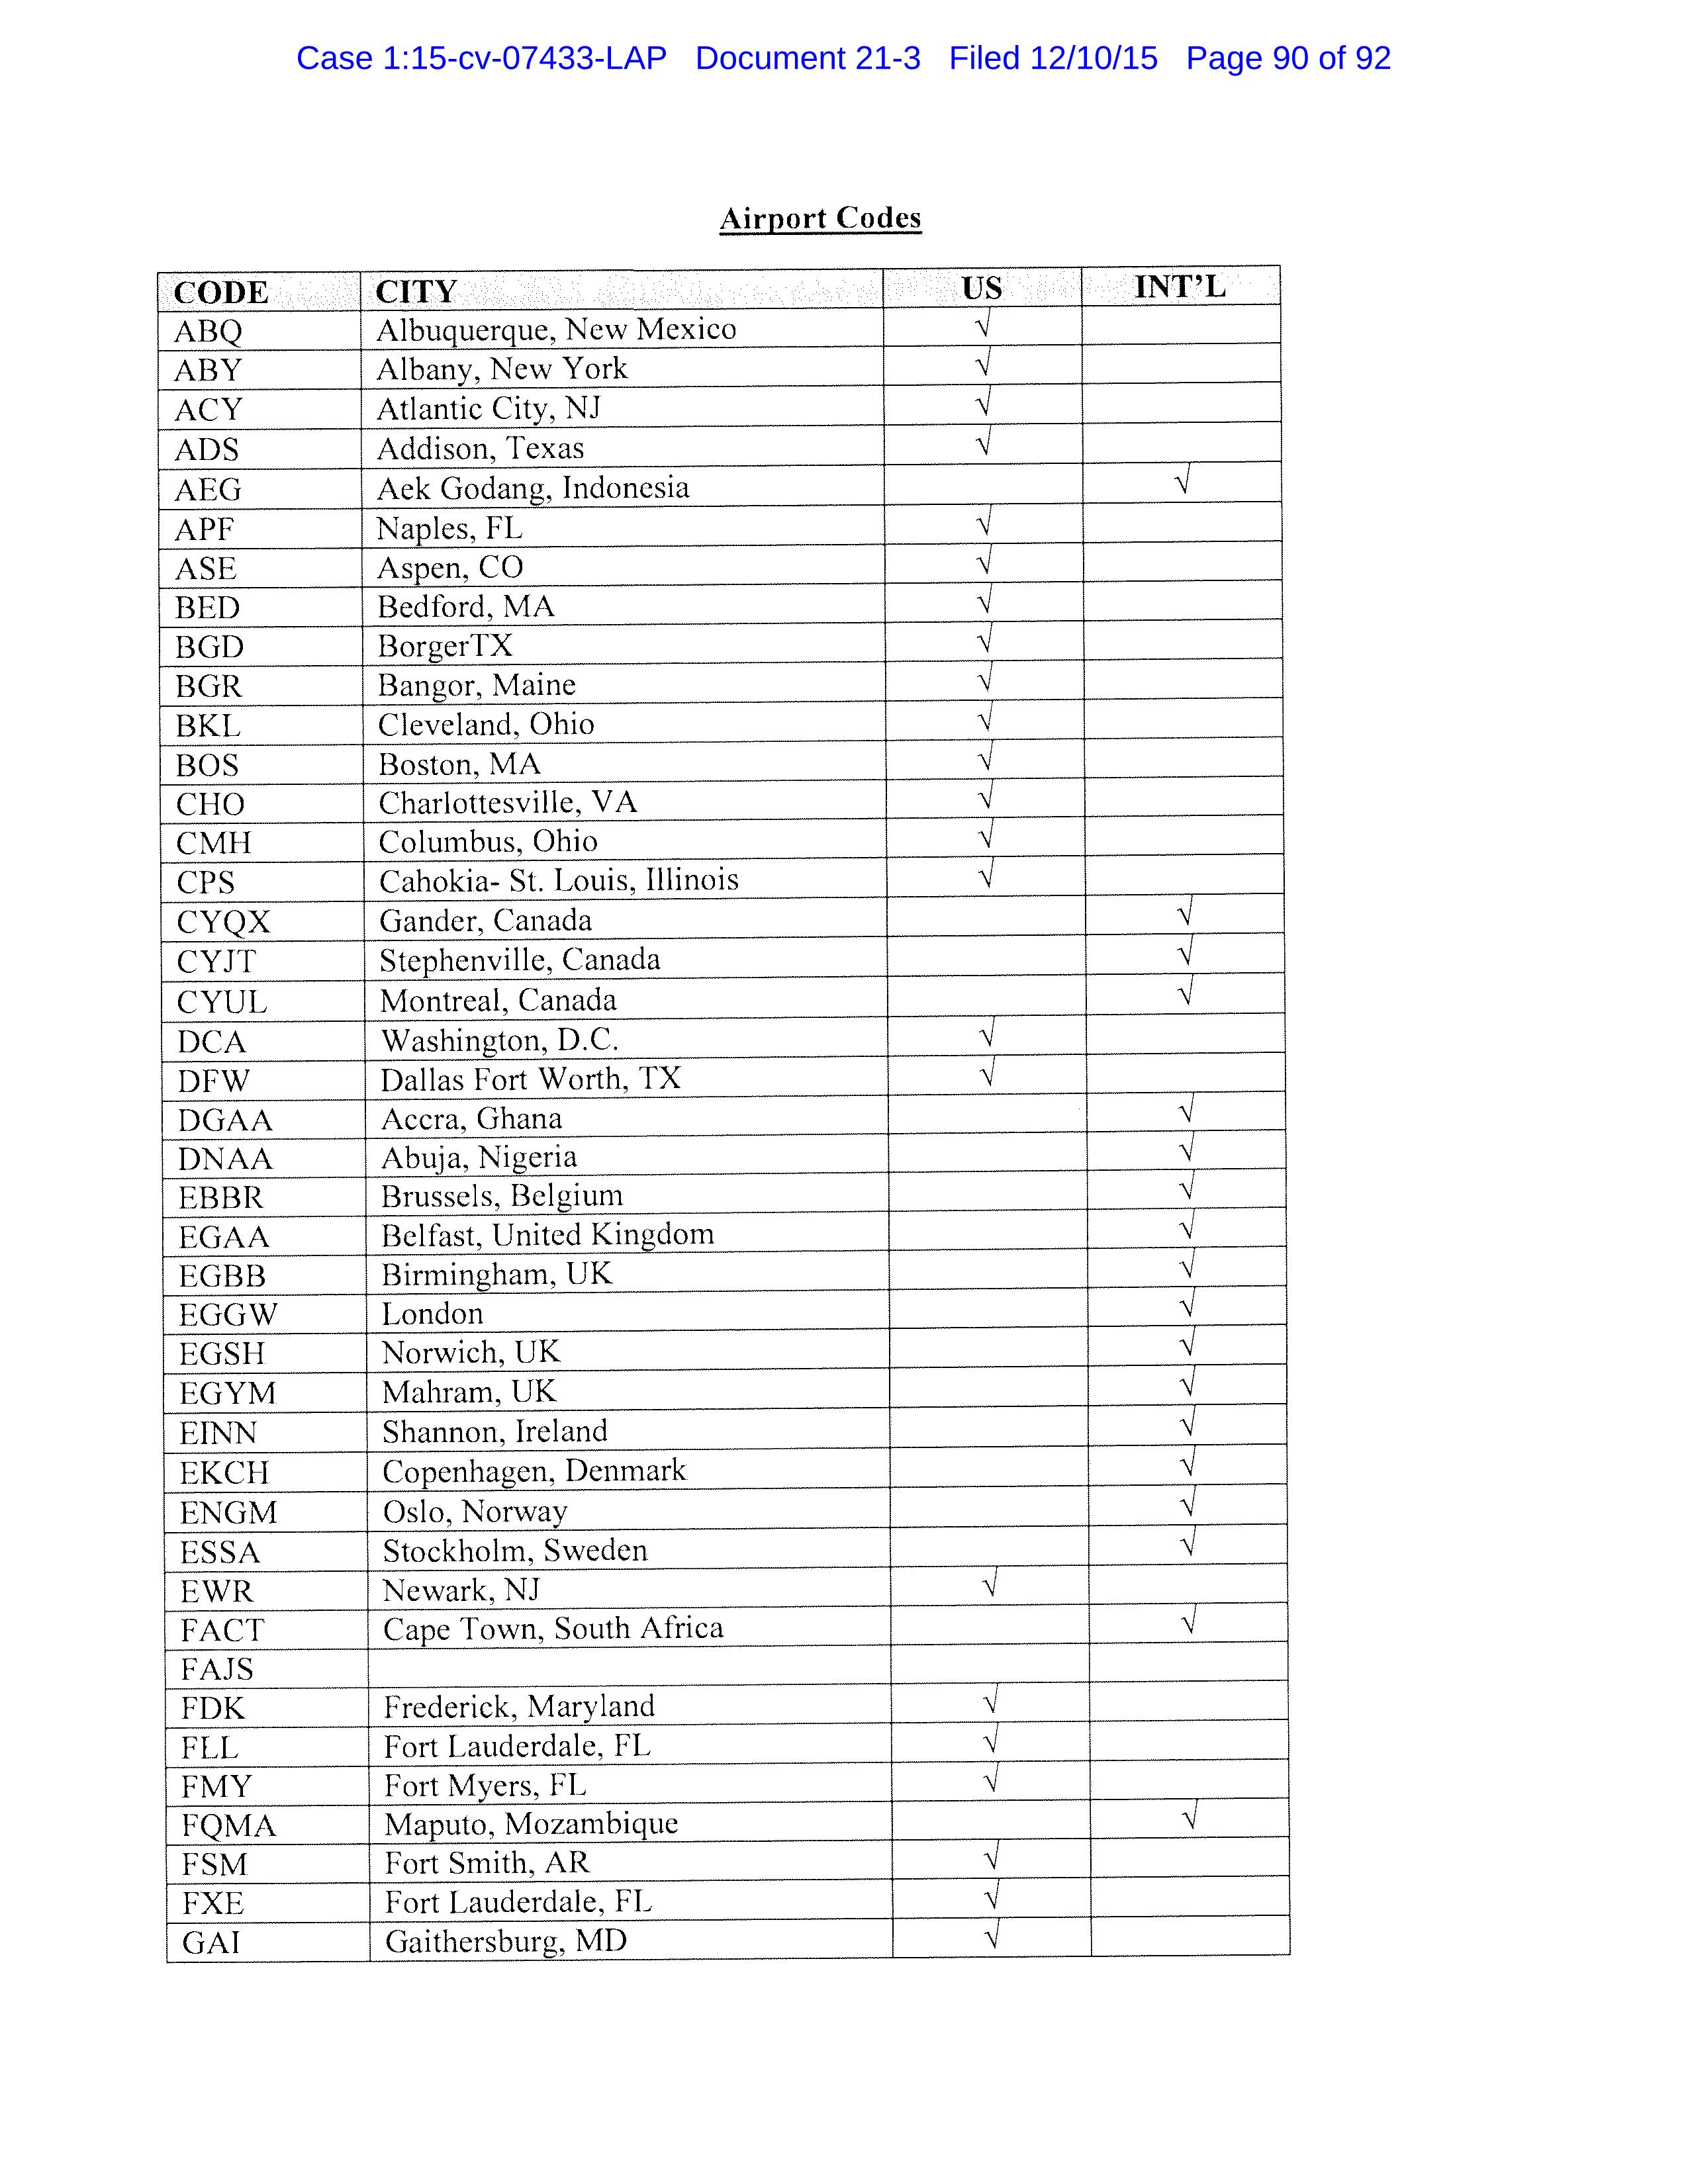 Case 1:15-cv-07433-LAP Document 21-3 Filed 12/10/15 Page 90 of 92
Airport Codes
CODE CITY US INT'L
ABQ Albuquerque, New Mexico √
ABY Albany, New York √
ACY Atlantic City, NJ √
ADS Addison, Texas √
AEG Aek Godang, Indonesia √
APF Naples, FL √
ASE Aspen, CO √
BED Bedford, MA √
BGD BorgerTX √
BGR Bangor, Maine √
BKL Cleveland, Ohio √
BOS Boston, MA √
CHO Charlottesville, VA √
CMH Columbus, Ohio √
CPS Cahokia- St. Louis, Illinois √
CYQX Gander, Canada √
CYJT Stephenville, Canada √
CYUL Montreal, Canada √
DCA Washington, D.C. √
DFW Dallas Fort Worth, TX √
DGAA Accra, Ghana √
DNAA Abuja, Nigeria √
EBBR Brussels, Belgium √
EGAA Belfast, United Kingdom √
EGBB Birmingham, UK √
EGGW London √
EGSH Norwich, UK √
EGYM Mahram, UK √
EINN Shannon, Ireland √
EKCH Copenhagen, Denmark √
ENGM Oslo, Norway √
ESSA Stockholm, Sweden √
EWR Newark, NJ √
FACT Cape Town, South Africa √
FAJS
FDK Frederick, Maryland √
FLL Fort Lauderdale, FL √
FMY Fort Myers, FL √
FQMA Maputo, Mozambique √
FSM Fort Smith, AR √
FXE Fort Lauderdale, FL √
GAI Gaithersburg, MD √